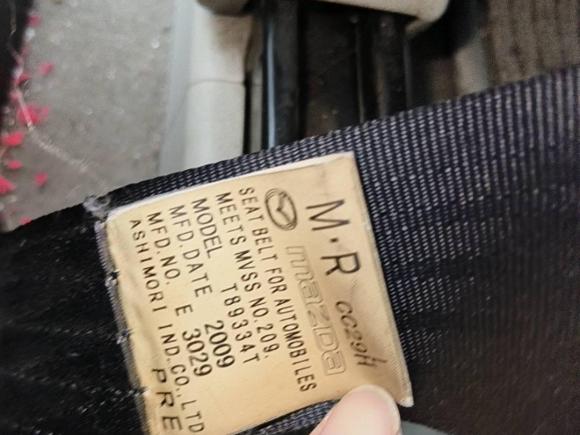 M·R CC29H
mazDa
SEAT BELT FOR AUTOMOBILES
MEETS MVSS NO.209.
MODEL TB9334T
MFD DATE 2009
MFD.NO. E 3029
ASHIMORI IND.CO.,LTD
PRE